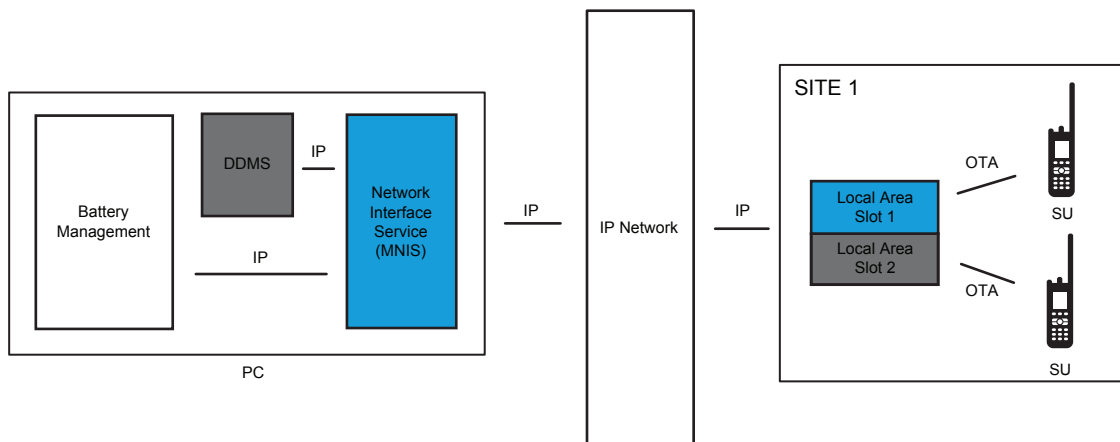 Battery
Management
DDMS
IP
Network
Interface
Service
(MNIS)
IP
PC
IP
IP Network
IP
SITE 1
Local Area
Slot 1
Local Area
Slot 2
OTA
SU
OTA
SU